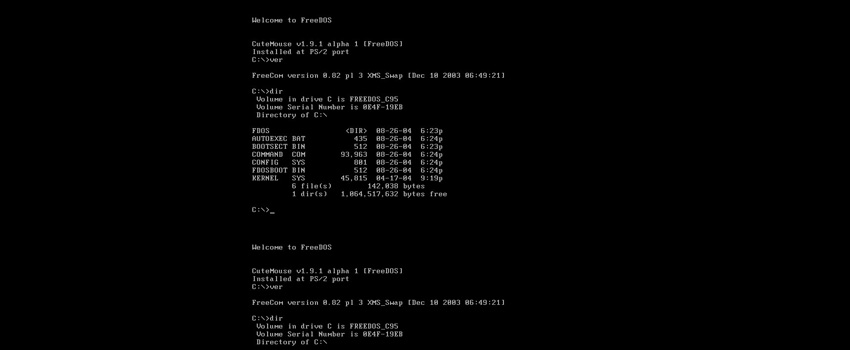 Welcome to FreeDOS
CuteMouse v1.9.1 alpha 1 [FreeDOS]
Installed at PS/2 port
C:\>ver
FreeCom version 0.82 pl 3 XMS_Swap [Dec 10 2003 06:49:21]
C:\>dir
Volume in drive C is FREEDOS_C95
Volume Serial Number is 0E4F-19EB
Directory of C:\
FDOS <DIR> 08-26-04 6:23p
AUTOEXEC BAT 435 08-26-04 6:24p
BOOTSECT BIN 512 08-26-04 6:23p
COMMAND COM 93,963 08-26-04 6:24p
CONFIG SYS 801 08-26-04 6:24p
FDOSBOOT BIN 512 08-26-04 6:24p
KERNEL SYS 45,815 04-17-04 9:19p
6 file(s) 142,038 bytes
1 dir(s) 1,064,517,632 bytes free
C:\>_
Welcome to FreeDOS
CuteMouse v1.9.1 alpha 1 [FreeDOS]
Installed at PS/2 port
C:\>ver
FreeCom version 0.82 pl 3 XMS_Swap [Dec 10 2003 06:49:21]
C:\>dir
Volume in drive C is FREEDOS_C95
Volume Serial Number is 0E4F-19EB
Directory of C:\